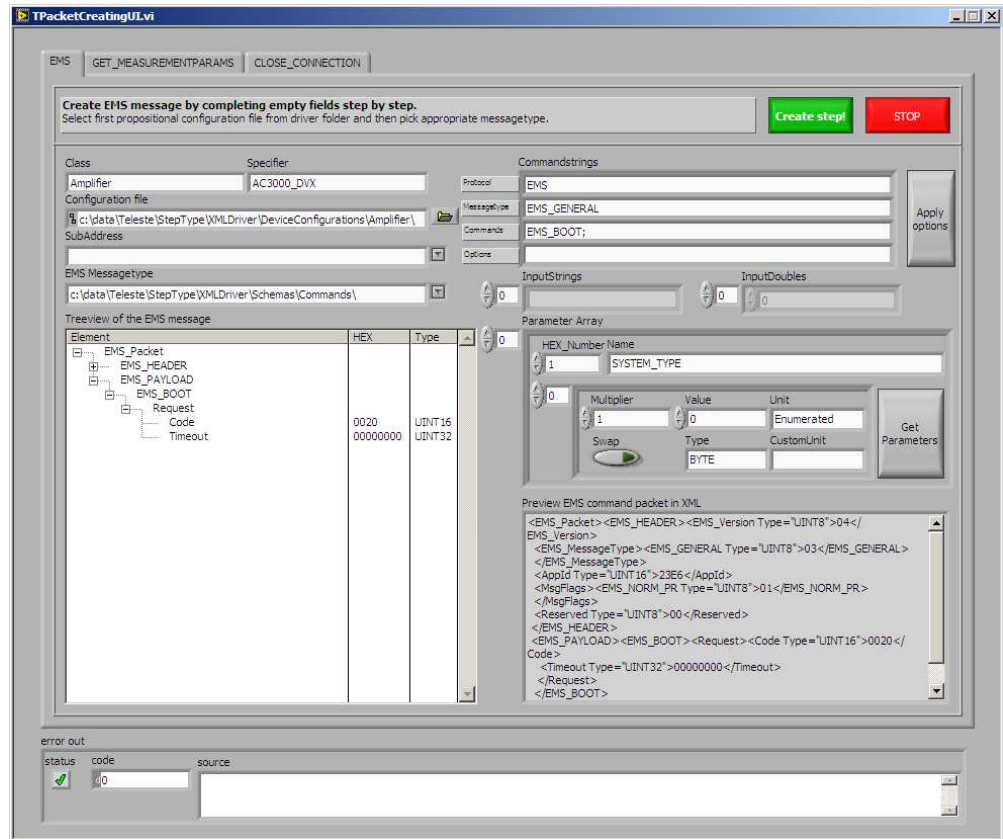 TPacketCreatingUI.vi
EMS GET_MEASUREMENTPARAMS CLOSE_CONNECTION
Create EMS message by completing empty fields step by step.
Select first propositional configuration file from driver folder and then pick appropriate messagetype.
Create step!
STOP
Class Specifier
Amplifier AC3000_DVX
Configuration file
c:\data\Teleste\StepType\XMLDriver\DeviceConfigurations\Amplifier\
SubAddress
EMS Messagetype
c:\data\Teleste\StepType\XMLDriver\Schemas\Commands\
Treeview of the EMS message
Element HEX Type
EMS_Packet
EMS_HEADER
EMS_PAYLOAD
EMS_BOOT
Request
Code 0020 UINT16
Timeout 00000000 UINT32
Commandstrings
Protocol EMS
Messagetype EMS_GENERAL
Commands EMS_BOOT;
Options
Apply
options
InputStrings InputDoubles
0 0 0
Parameter Array
0
HEX_Number Name
1 SYSTEM_TYPE
0
Multiplier Value Unit
1 0 Enumerated
Swap Type CustomUnit
BYTE
Get
Parameters
Preview EMS command packet in XML
<EMS_Packet><EMS_HEADER><EMS_Version Type="UINT8">04</
EMS_Version>
<EMS_MessageType><EMS_GENERAL Type="UINT8">03</EMS_GENERAL>
</EMS_MessageType>
<AppId Type="UINT16">23E6</AppId>
<MsgFlags><EMS_NORM_PR Type="UINT8">01</EMS_NORM_PR>
</MsgFlags>
<Reserved Type="UINT8">00</Reserved>
</EMS_HEADER>
<EMS_PAYLOAD><EMS_BOOT><Request><Code Type="UINT16">0020</
Code>
<Timeout Type="UINT32">00000000</Timeout>
</Request>
</EMS_BOOT>
error out
status code source
d0